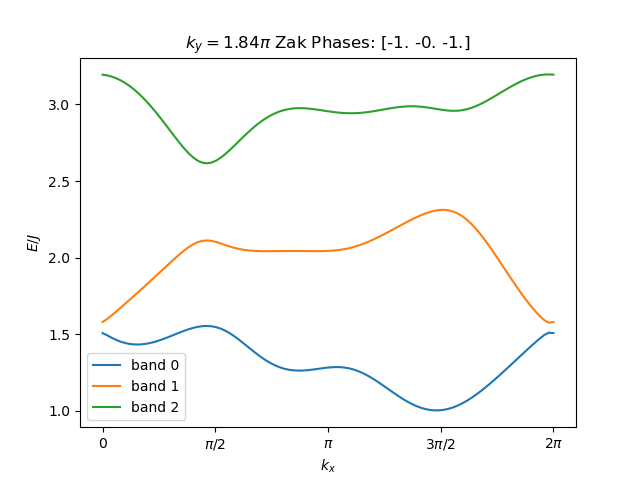 k_y = 1.84π Zak Phases: [-1. -0. -1.]
3.0
2.5
2.0
1.5
1.0
E/J
band 0
band 1
band 2
0 π/2 π 3π/2 2π
k_x